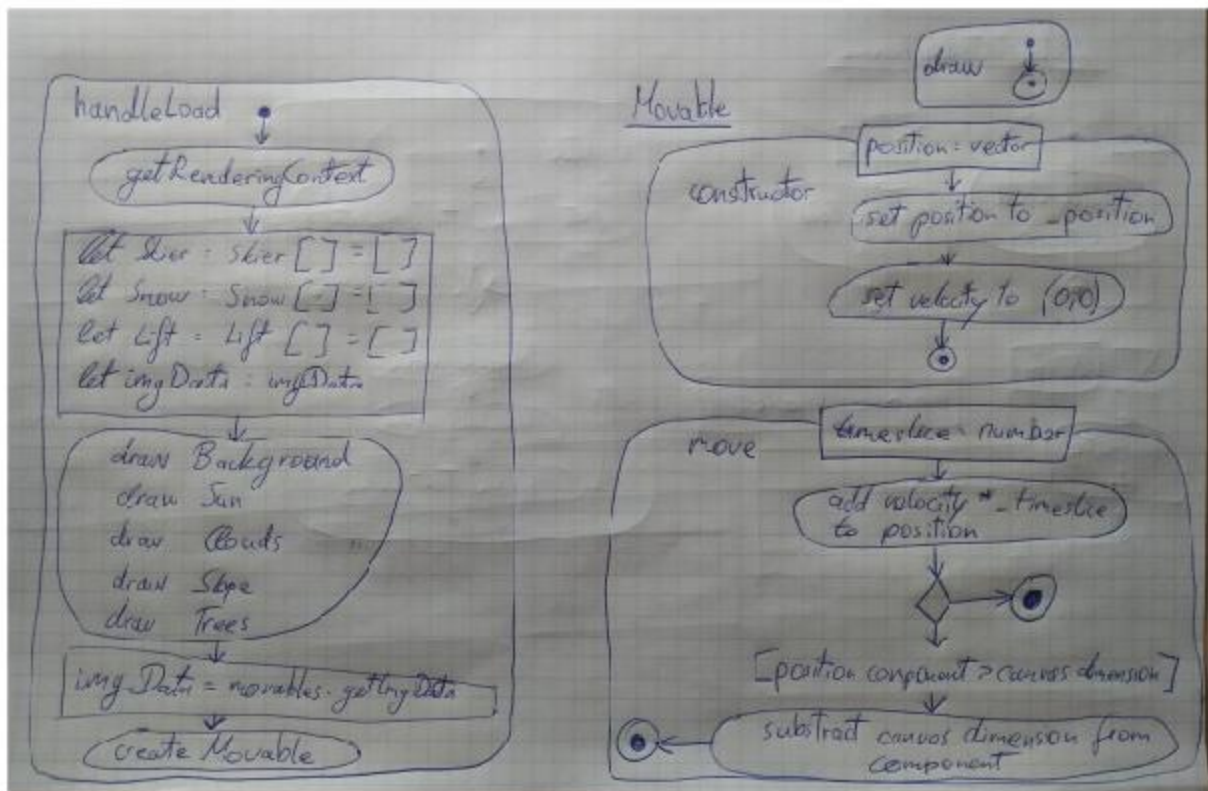 handleLoad
getRenderingContext
let Skier : Skier [ ] = [ ]
let Snow : Snow [ ] = [ ]
let Lift : Lift [ ] = [ ]
let imgData : imgData
draw Background
draw Sun
draw Clouds
draw Slope
draw Trees
imgData = movables.getImgData
create Movable
draw
Movable
position : vector
constructor
set position to _position
set velocity to (0,0)
timeslice : number
move
add velocity * _timeslice
to position
[position component > canvas dimension]
substract canvas dimension from
component